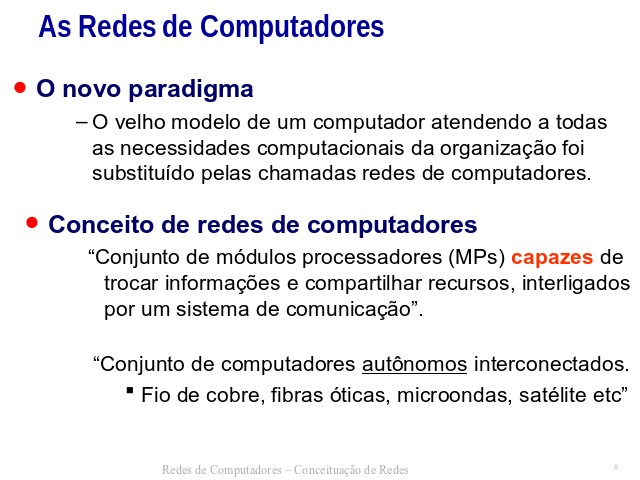 As Redes de Computadores
• O novo paradigma
– O velho modelo de um computador atendendo a todas
as necessidades computacionais da organização foi
substituído pelas chamadas redes de computadores.
• Conceito de redes de computadores
“Conjunto de módulos processadores (MPs) capazes de
trocar informações e compartilhar recursos, interligados
por um sistema de comunicação”.
“Conjunto de computadores autônomos interconectados.
▪ Fio de cobre, fibras óticas, microondas, satélite etc”
Redes de Computadores – Conceituação de Redes
8